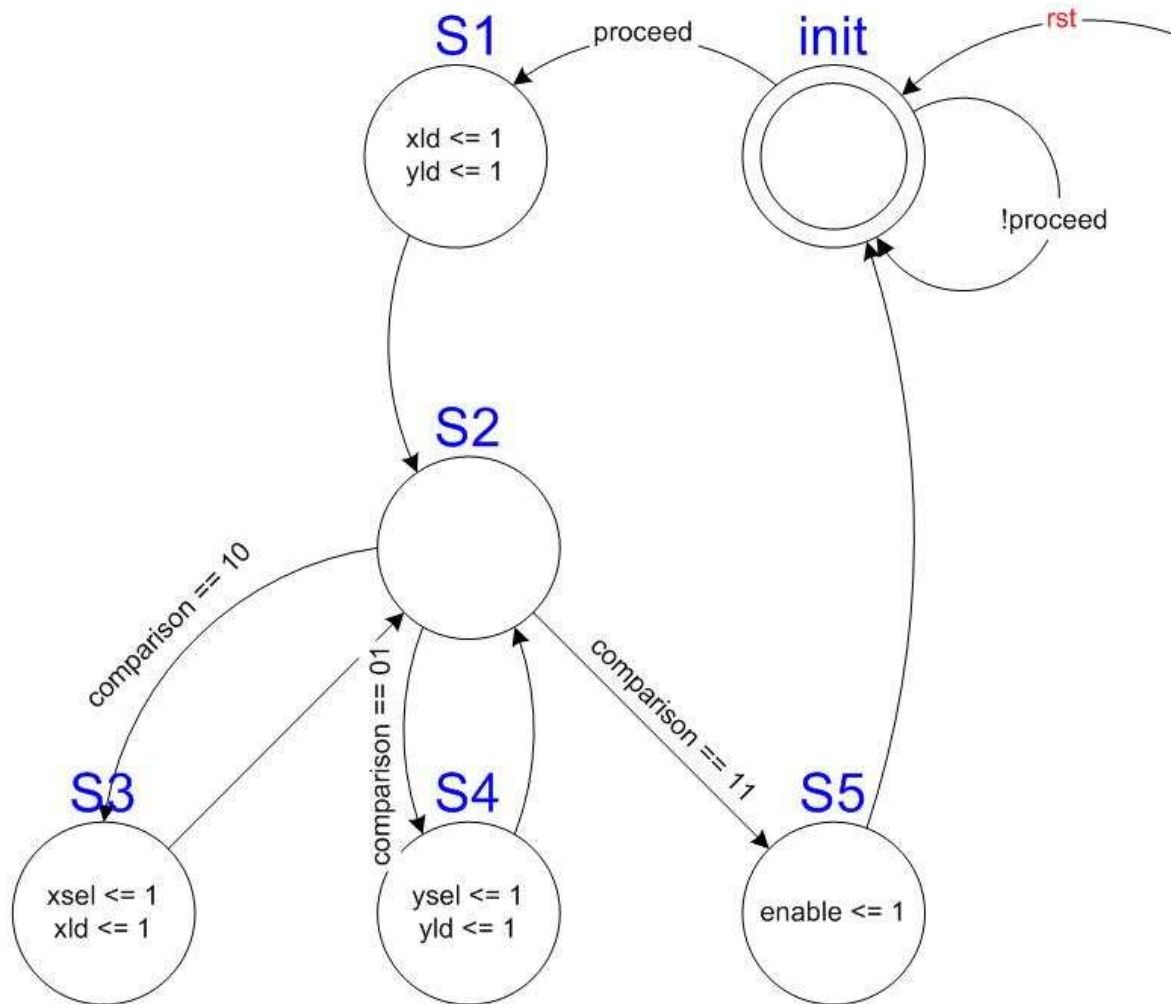 S1
proceed
init
rst
xld <= 1
yld <= 1
!proceed
S2
comparison == 10
comparison == 01
comparison == 11
S3
S4
S5
xsel <= 1
xld <= 1
ysel <= 1
yld <= 1
enable <= 1